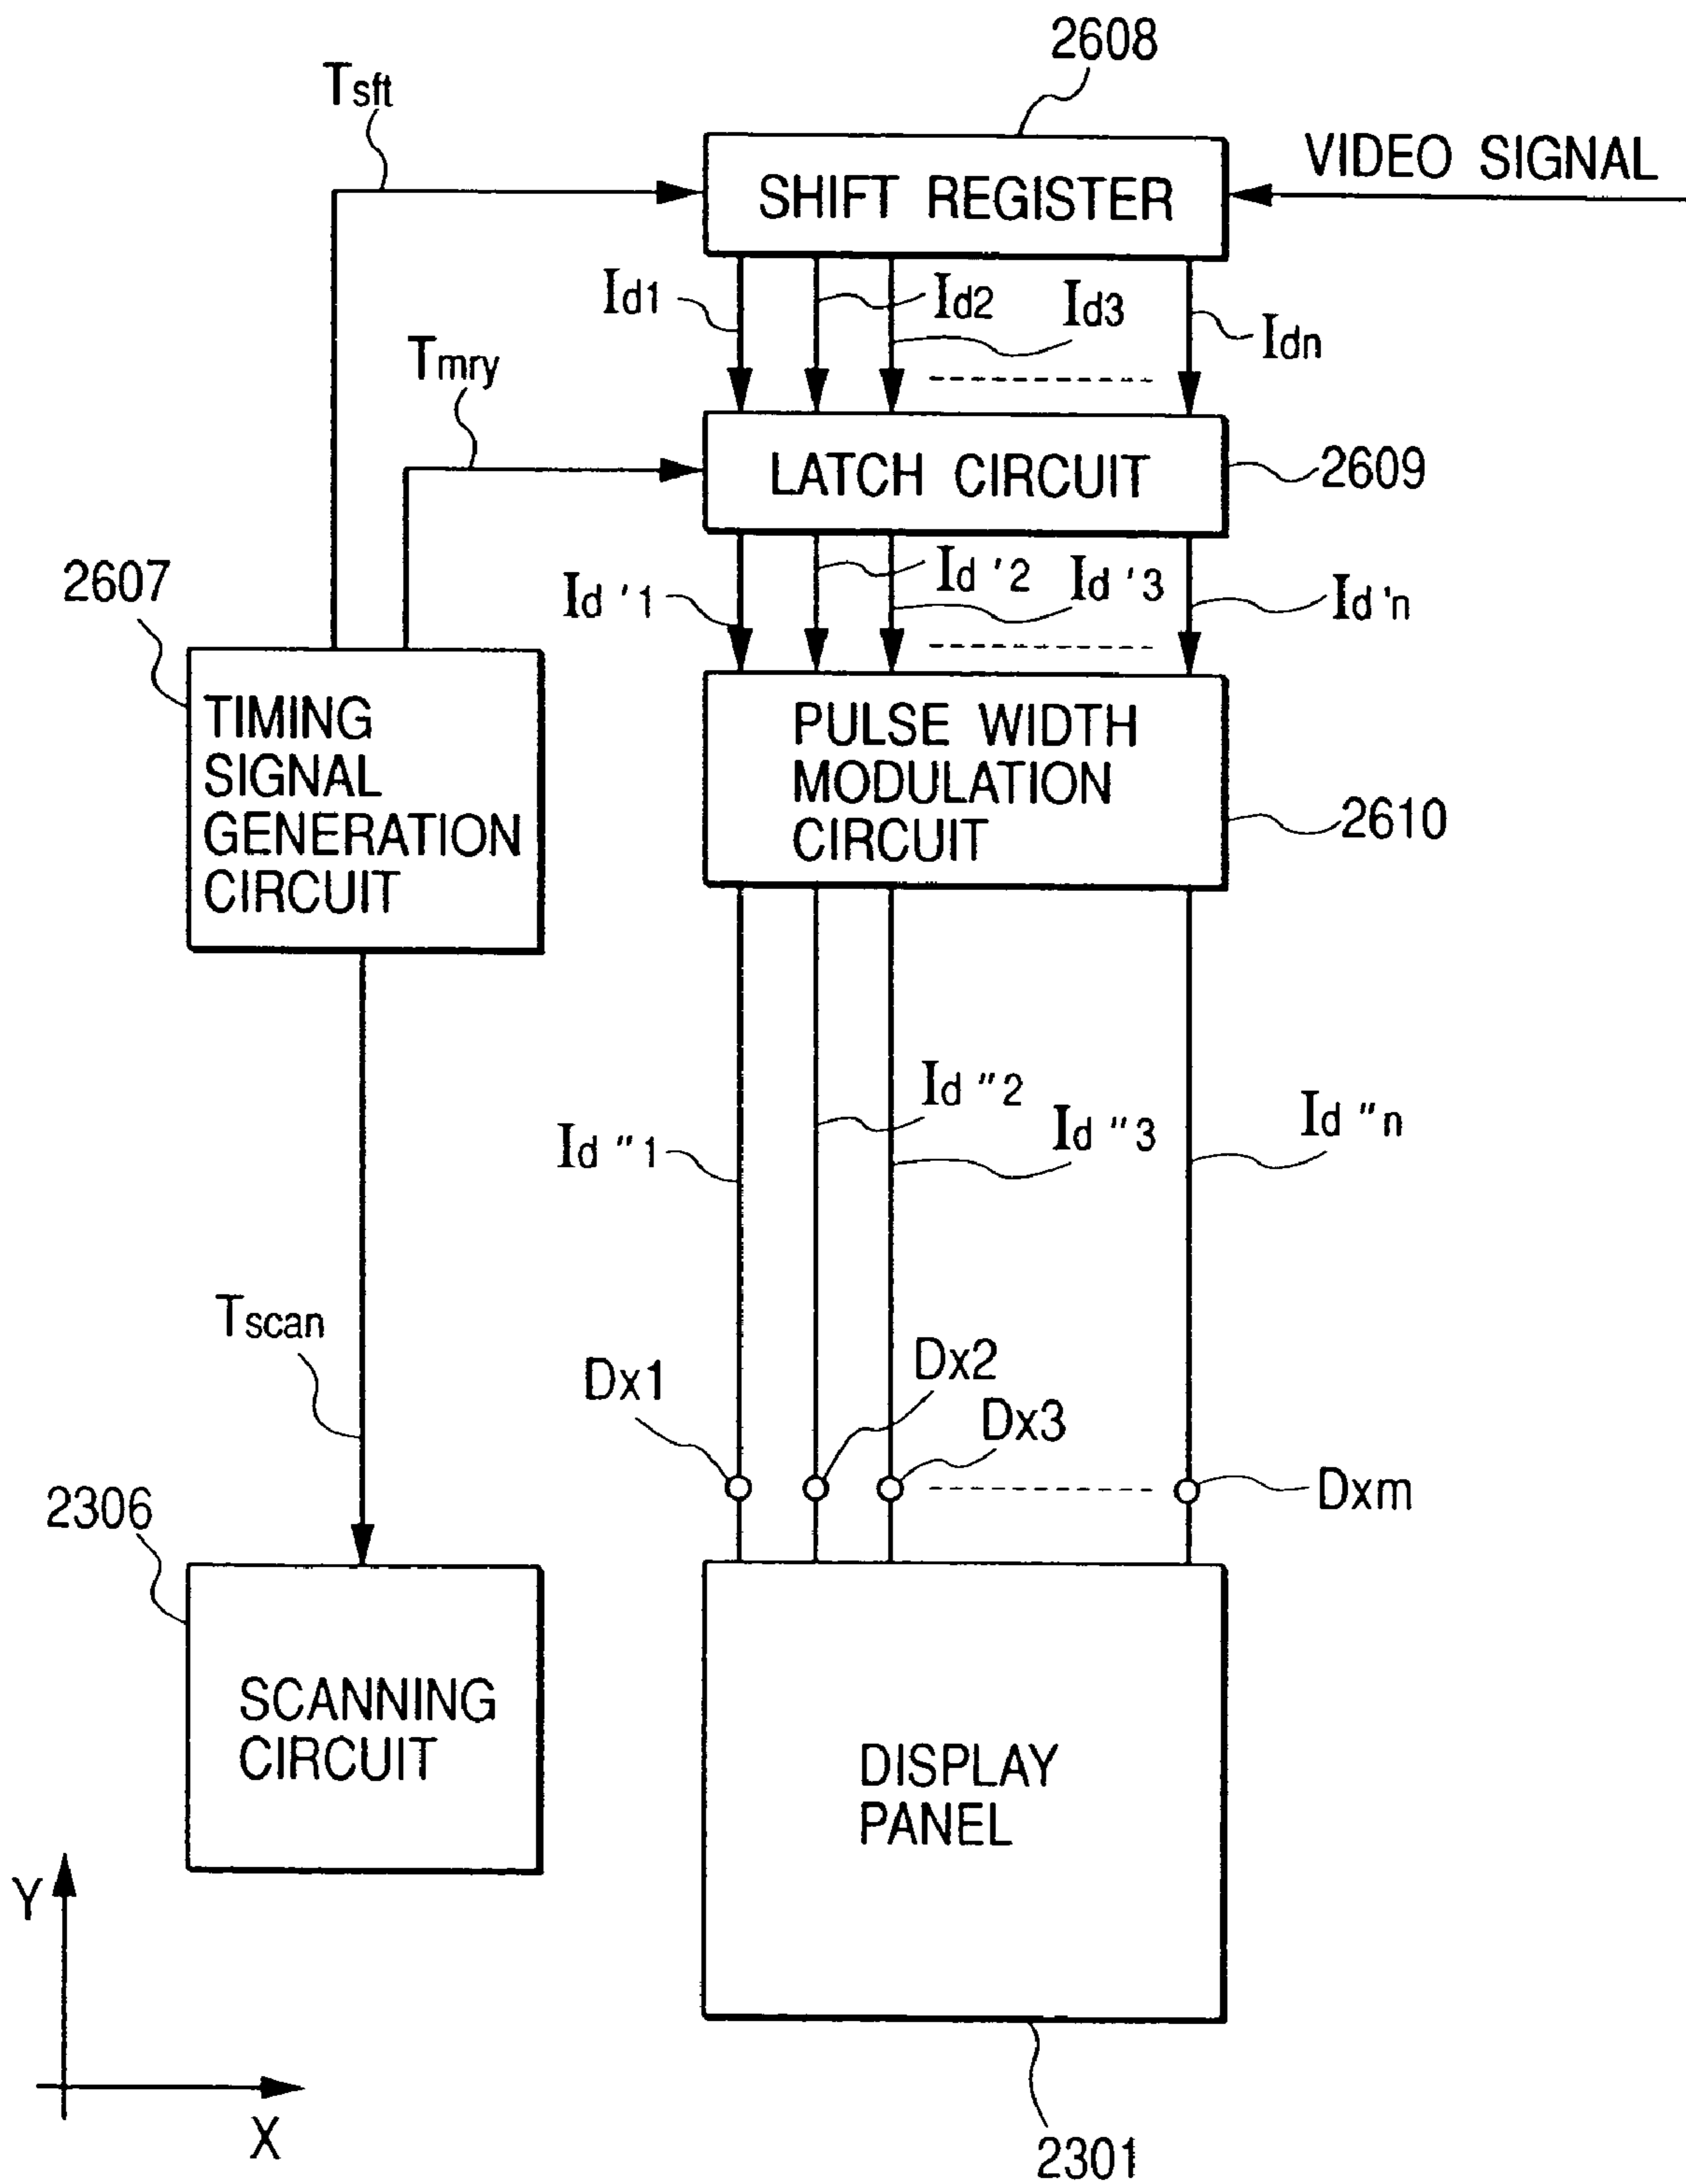 2608
Tsft
VIDEO SIGNAL
SHIFT REGISTER
Id1
Id2
Id3
Idn
Tmry
LATCH CIRCUIT
2609
2607
Id'1
Id'2
Id'3
Id'n
TIMING
SIGNAL
GENERATION
CIRCUIT
PULSE WIDTH
MODULATION
CIRCUIT
2610
Id"1
Id"2
Id"3
Id"n
Tscan
Dx1
Dx2
Dx3
Dxm
2306
SCANNING
CIRCUIT
DISPLAY
PANEL
Y
X
2301